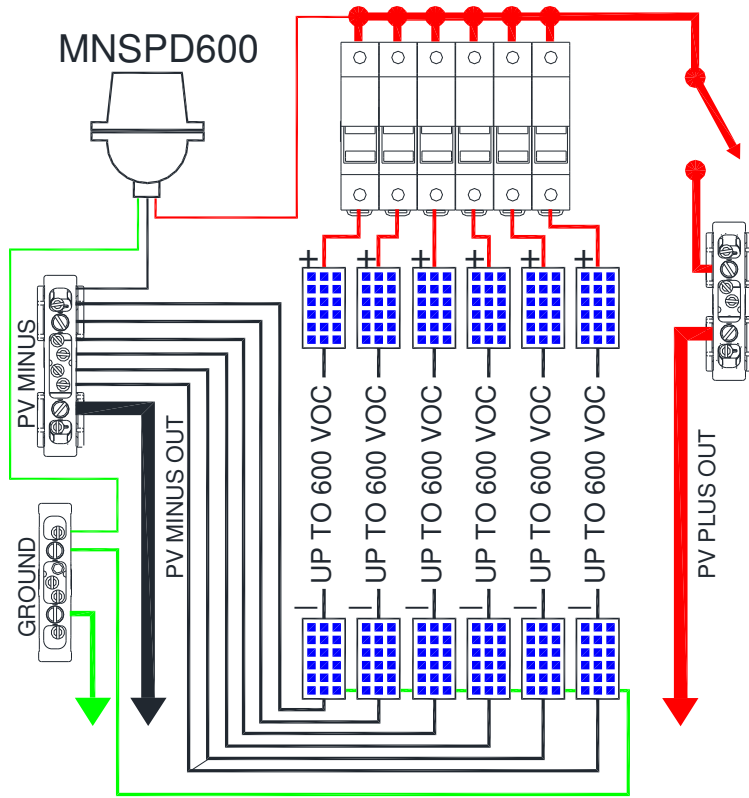 MNSPD600
+ + + + + +
PV MINUS
UP TO 600 VOC
UP TO 600 VOC
UP TO 600 VOC
UP TO 600 VOC
UP TO 600 VOC
UP TO 600 VOC
PV MINUS OUT
PV PLUS OUT
GROUND
— — — — — —